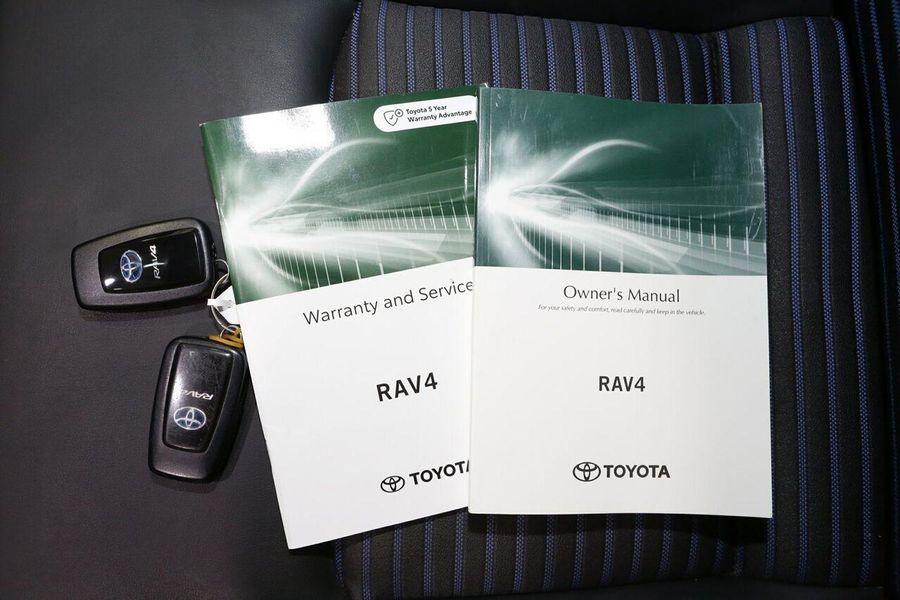 Toyota 5 Year
Warranty Advantage
Warranty and Service
RAV4
TOYOTA
Owner's Manual
For your safety and comfort, read carefully and keep in the vehicle.
RAV4
TOYOTA
RAV4
RAV4